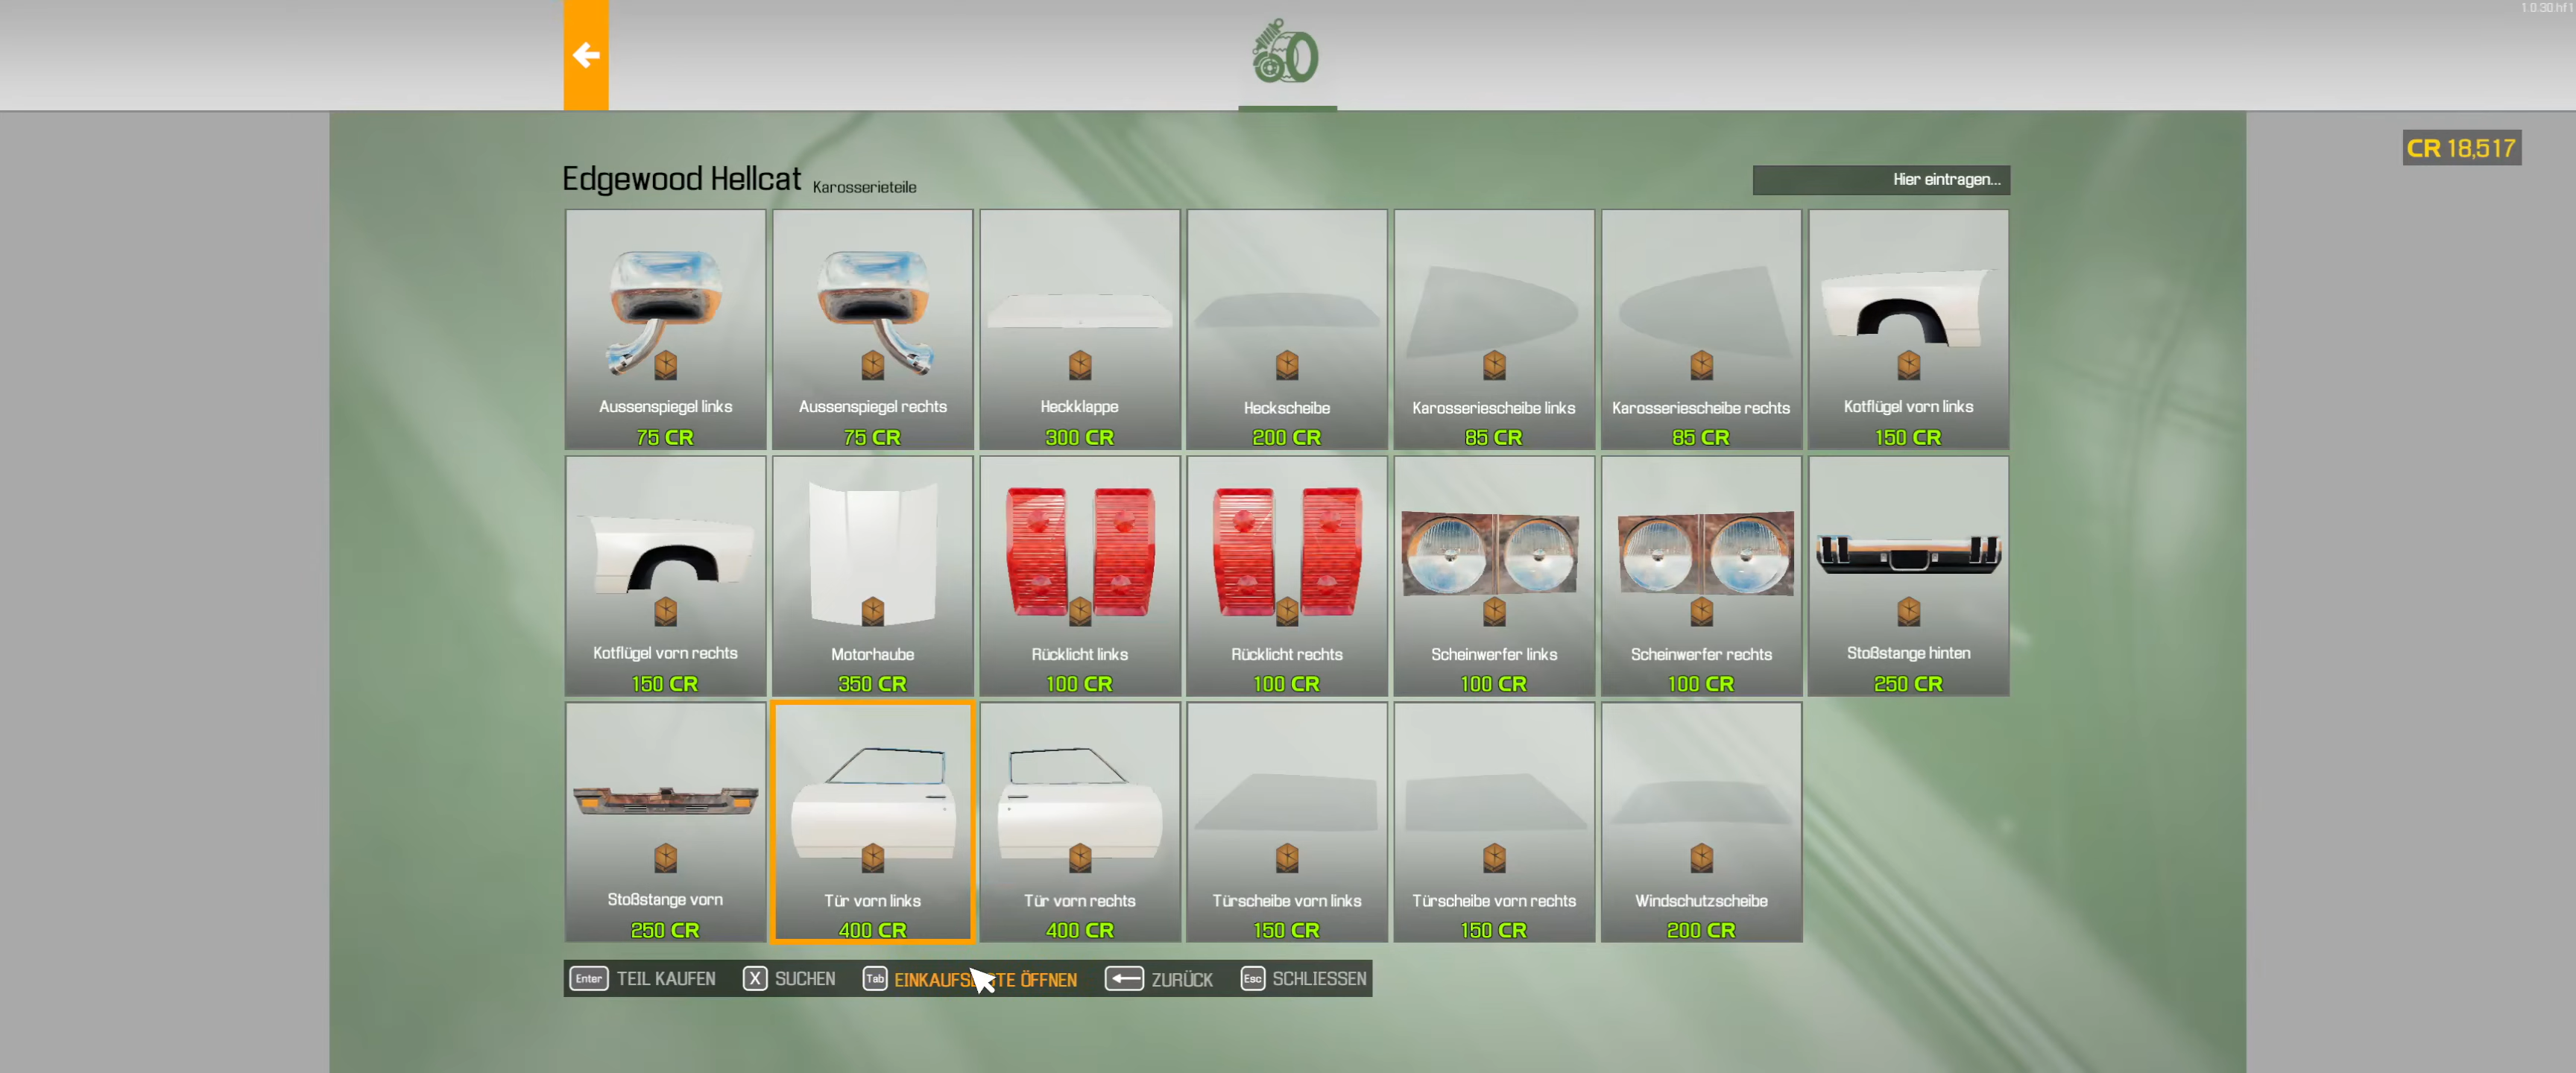 1.0.30.hf1
CR 18,517
Edgewood Hellcat Karosserieteile
Hier eintragen...
Aussenspiegel links
75 CR
Aussenspiegel rechts
75 CR
Heckklappe
300 CR
Heckscheibe
200 CR
Karosseriescheibe links
85 CR
Karosseriescheibe rechts
85 CR
Kotflügel vorn links
150 CR
Kotflügel vorn rechts
150 CR
Motorhaube
350 CR
Rücklicht links
100 CR
Rücklicht rechts
100 CR
Scheinwerfer links
100 CR
Scheinwerfer rechts
100 CR
Stoßstange hinten
250 CR
Stoßstange vorn
250 CR
Tür vorn links
400 CR
Tür vorn rechts
400 CR
Türscheibe vorn links
150 CR
Türscheibe vorn rechts
150 CR
Windschutzscheibe
200 CR
Enter TEIL KAUFEN X SUCHEN Tab ÖFFNEN ZURÜCK Esc SCHLIESSEN